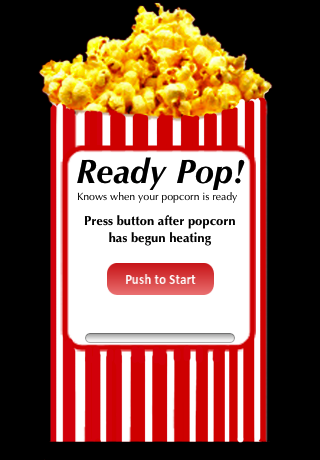 Ready Pop!
Knows when your popcorn is ready
Press button after popcorn
has begun heating
Push to Start